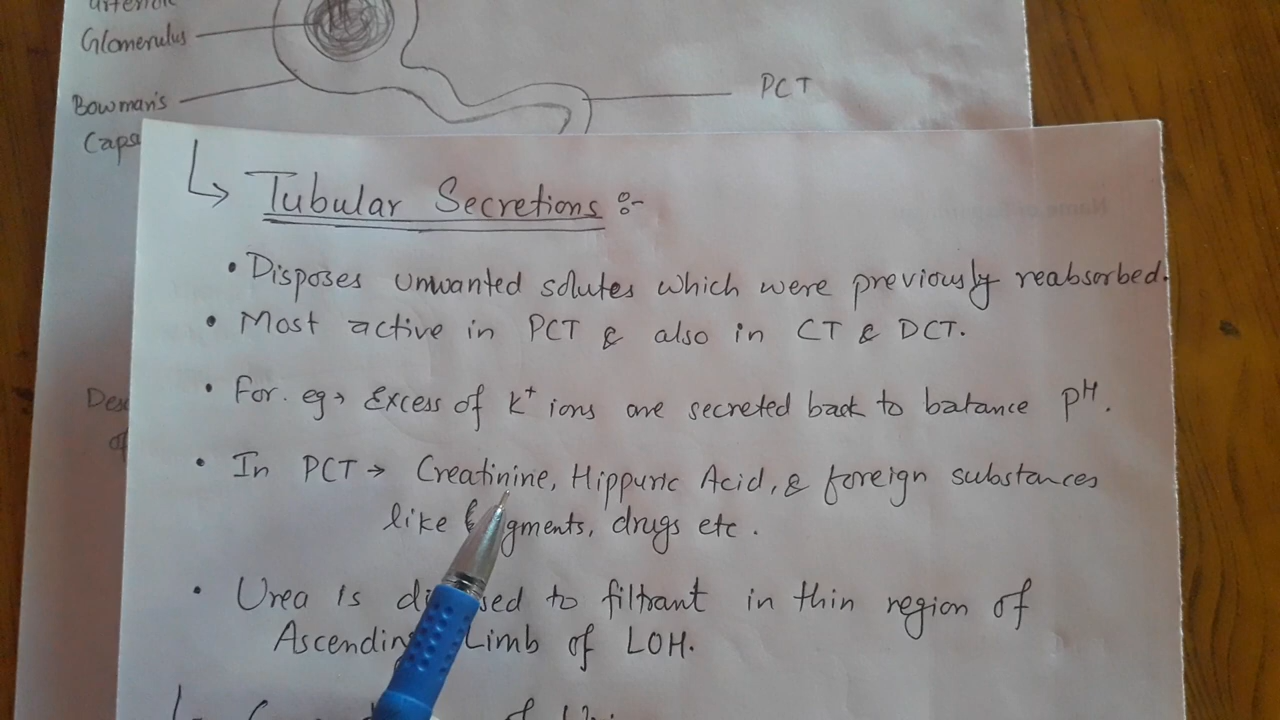 Glomerulus
Bowman's
PCT
Tubular Secretions :-
• Disposes unwanted solutes which were previously reabsorbed.
• Most active in PCT & also in CT & DCT.
• For. eg → Excess of K+ ions are secreted back to balance pH.
• In PCT → Creatinine, Hippuric Acid, & foreign substances
like gments, drugs etc.
• Urea is di sed to filtrant in thin region of
Ascending Limb of LOH.